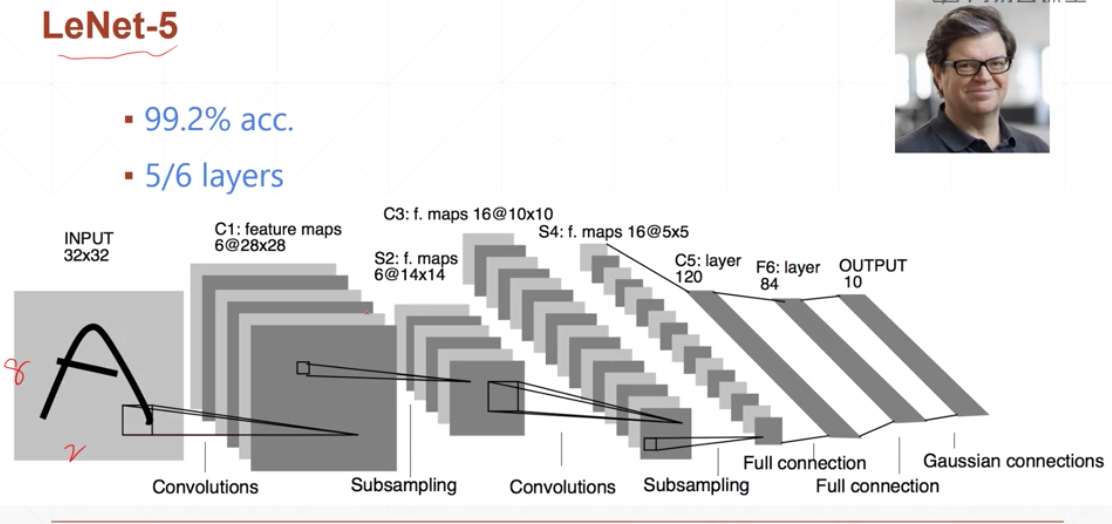 LeNet-5
▪ 99.2% acc.
▪ 5/6 layers
INPUT
32x32
C1: feature maps
6@28x28
S2: f. maps
6@14x14
C3: f. maps 16@10x10
S4: f. maps 16@5x5
C5: layer
120
F6: layer
84
OUTPUT
10
A
8
2
Convolutions
Subsampling
Convolutions
Subsampling
Full connection
Full connection
Gaussian connections